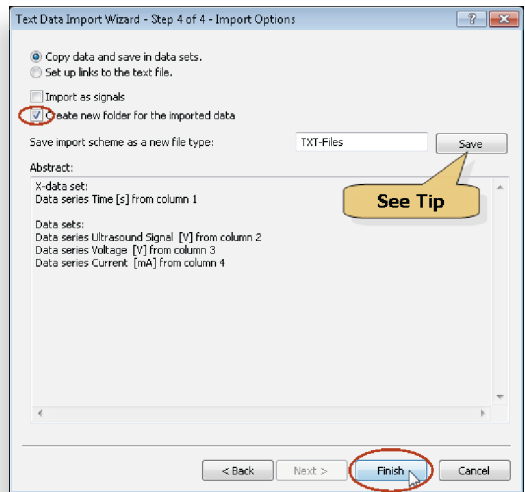 Text Data Import Wizard - Step 4 of 4 - Import Options
Copy data and save in data sets.
Set up links to the text file.
Import as signals
Create new folder for the imported data
Save import scheme as a new file type: TXT-Files Save
Abstract:
See Tip
X-data set:
Data series Time [s] from column 1
Data sets:
Data series Ultrasound Signal [V] from column 2
Data series Voltage [V] from column 3
Data series Current [mA] from column 4
< Back Next > Finish Cancel